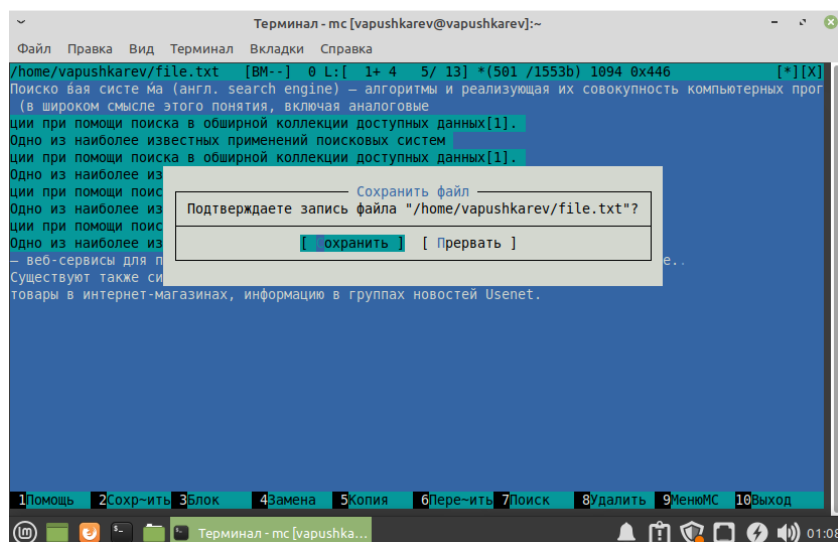 Терминал - mc [vapushkarev@vapushkarev]:~
Файл Правка Вид Терминал Вкладки Справка
/home/vapushkarev/file.txt [BM--] 0 L:[ 1+ 4 5/ 13] *(501 /1553b) 1094 0x446 [*][X]
Поиско вая систе ма (англ. search engine) — алгоритмы и реализующая их совокупность компьютерных прог
(в широком смысле этого понятия, включая аналоговые
ции при помощи поиска в обширной коллекции доступных данных[1].
Одно из наиболее известных применений поисковых систем
ции при помощи поиска в обширной коллекции доступных данных[1].
Одно из наиболее из
ции при помощи поис
Одно из наиболее из
ции при помощи поис
Одно из наиболее из
— веб-сервисы для п е..
Существуют также си
товары в интернет-магазинах, информацию в группах новостей Usenet.
Сохранить файл
Подтверждаете запись файла "/home/vapushkarev/file.txt"?
[ Сохранить ] [ Прервать ]
1Помощь 2Сохр~ить 3Блок 4Замена 5Копия 6Пере~ить 7Поиск 8Удалить 9МенюMC 10Выход
Терминал - mc [vapushka...
01:08